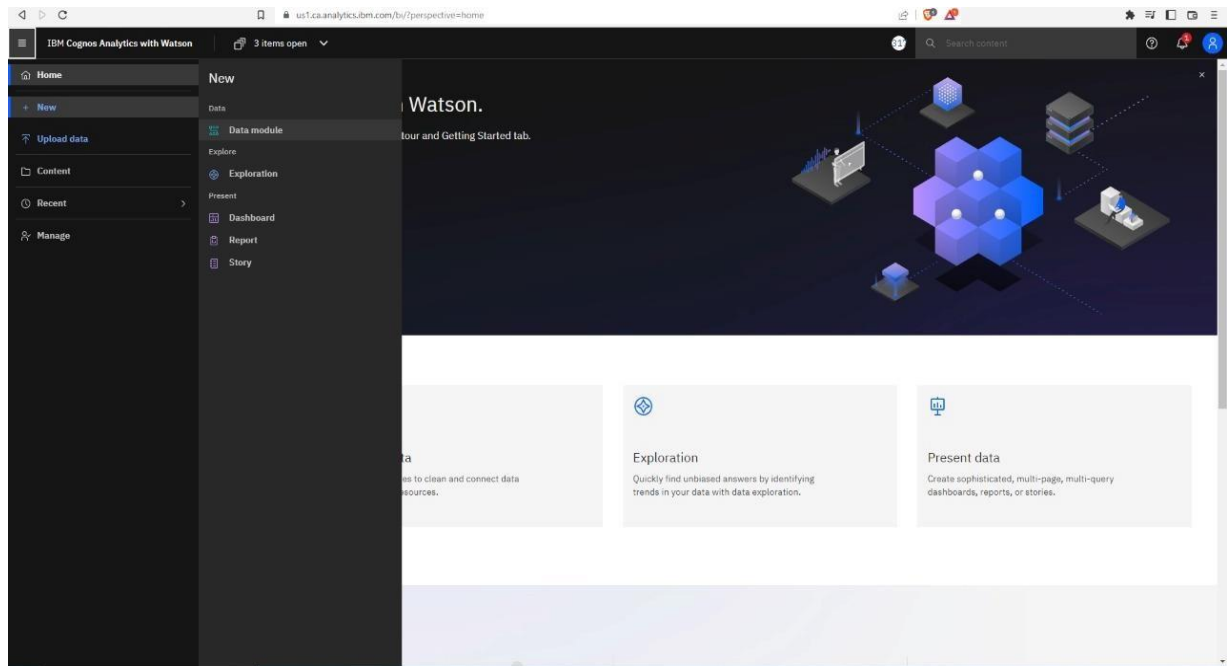 us1.ca.analytics.ibm.com/bi/?perspective=home
IBM Cognos Analytics with Watson
3 items open
Search content
1
Home
New
Upload data
Content
Recent
Manage
New
Data
Data module
Explore
Exploration
Present
Dashboard
Report
Story
Watson.
tour and Getting Started tab.
ta
es to clean and connect data
sources.
Exploration
Quickly find unbiased answers by identifying
trends in your data with data exploration.
Present data
Create sophisticated, multi-page, multi-query
dashboards, reports, or stories.